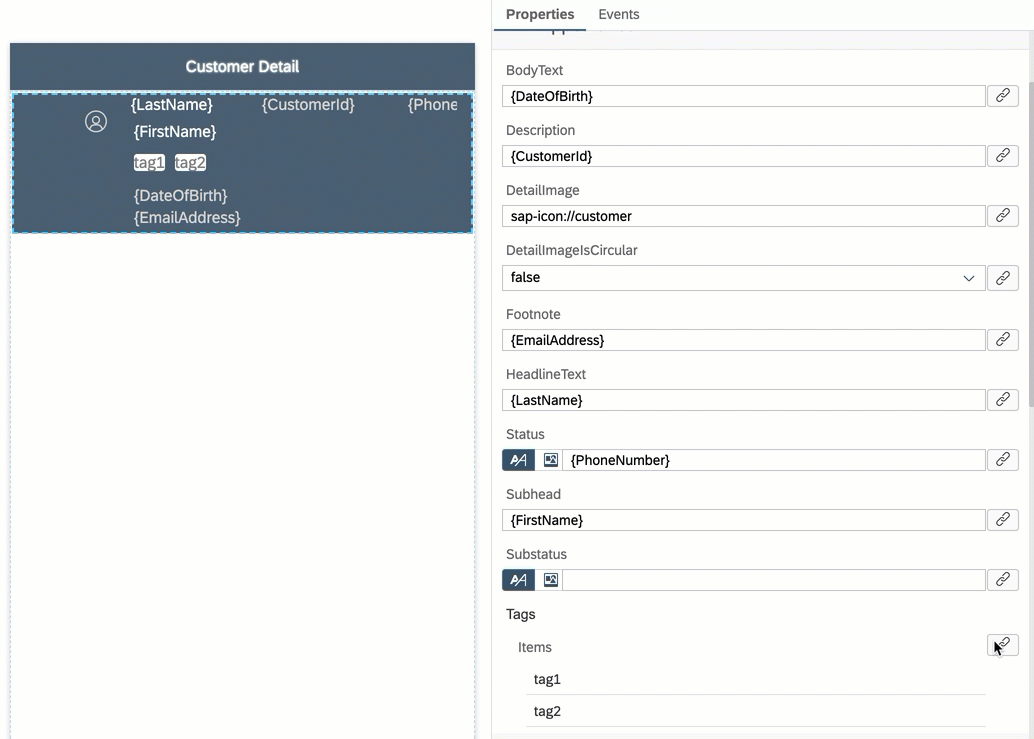 Properties Events
Customer Detail
{LastName} {CustomerId} {Phone
{FirstName}
tag1 tag2
{DateOfBirth}
{EmailAddress}
BodyText
{DateOfBirth}
Description
{CustomerId}
DetailImage
sap-icon://customer
DetailImageIsCircular
false
Footnote
{EmailAddress}
HeadlineText
{LastName}
Status
{PhoneNumber}
Subhead
{FirstName}
Substatus
Tags
Items
tag1
tag2